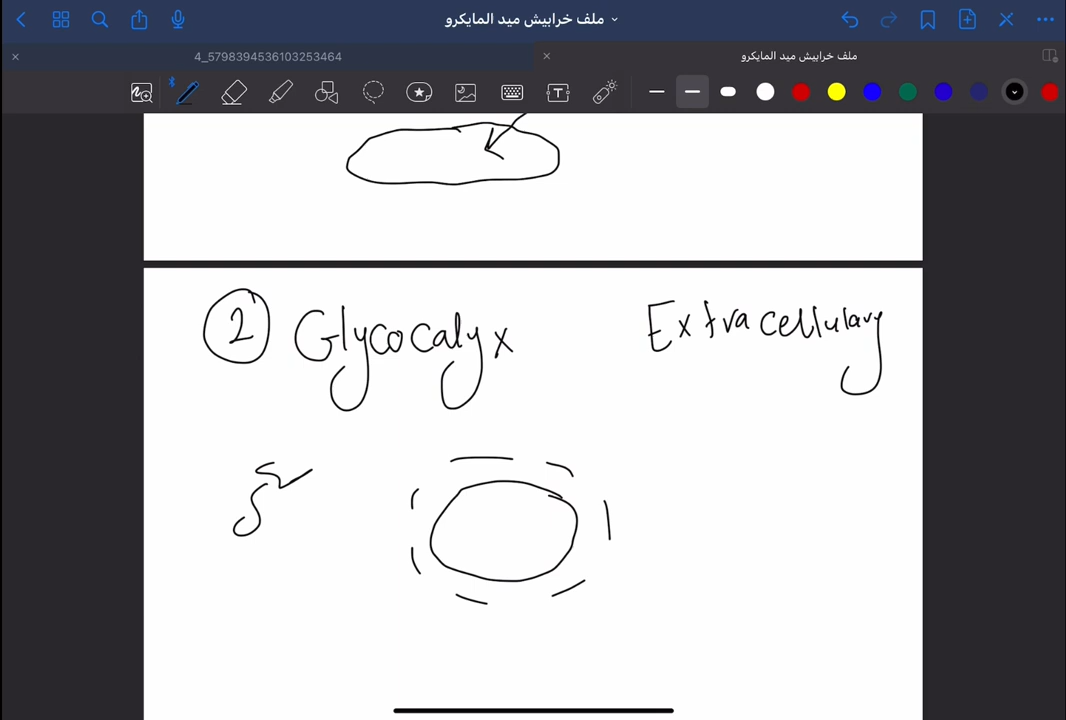 ملف خرابيش ميد المايكرو
4_5798394536103253464
ملف خرابيش ميد المايكرو
2 Glycocalyx
Extracellulary